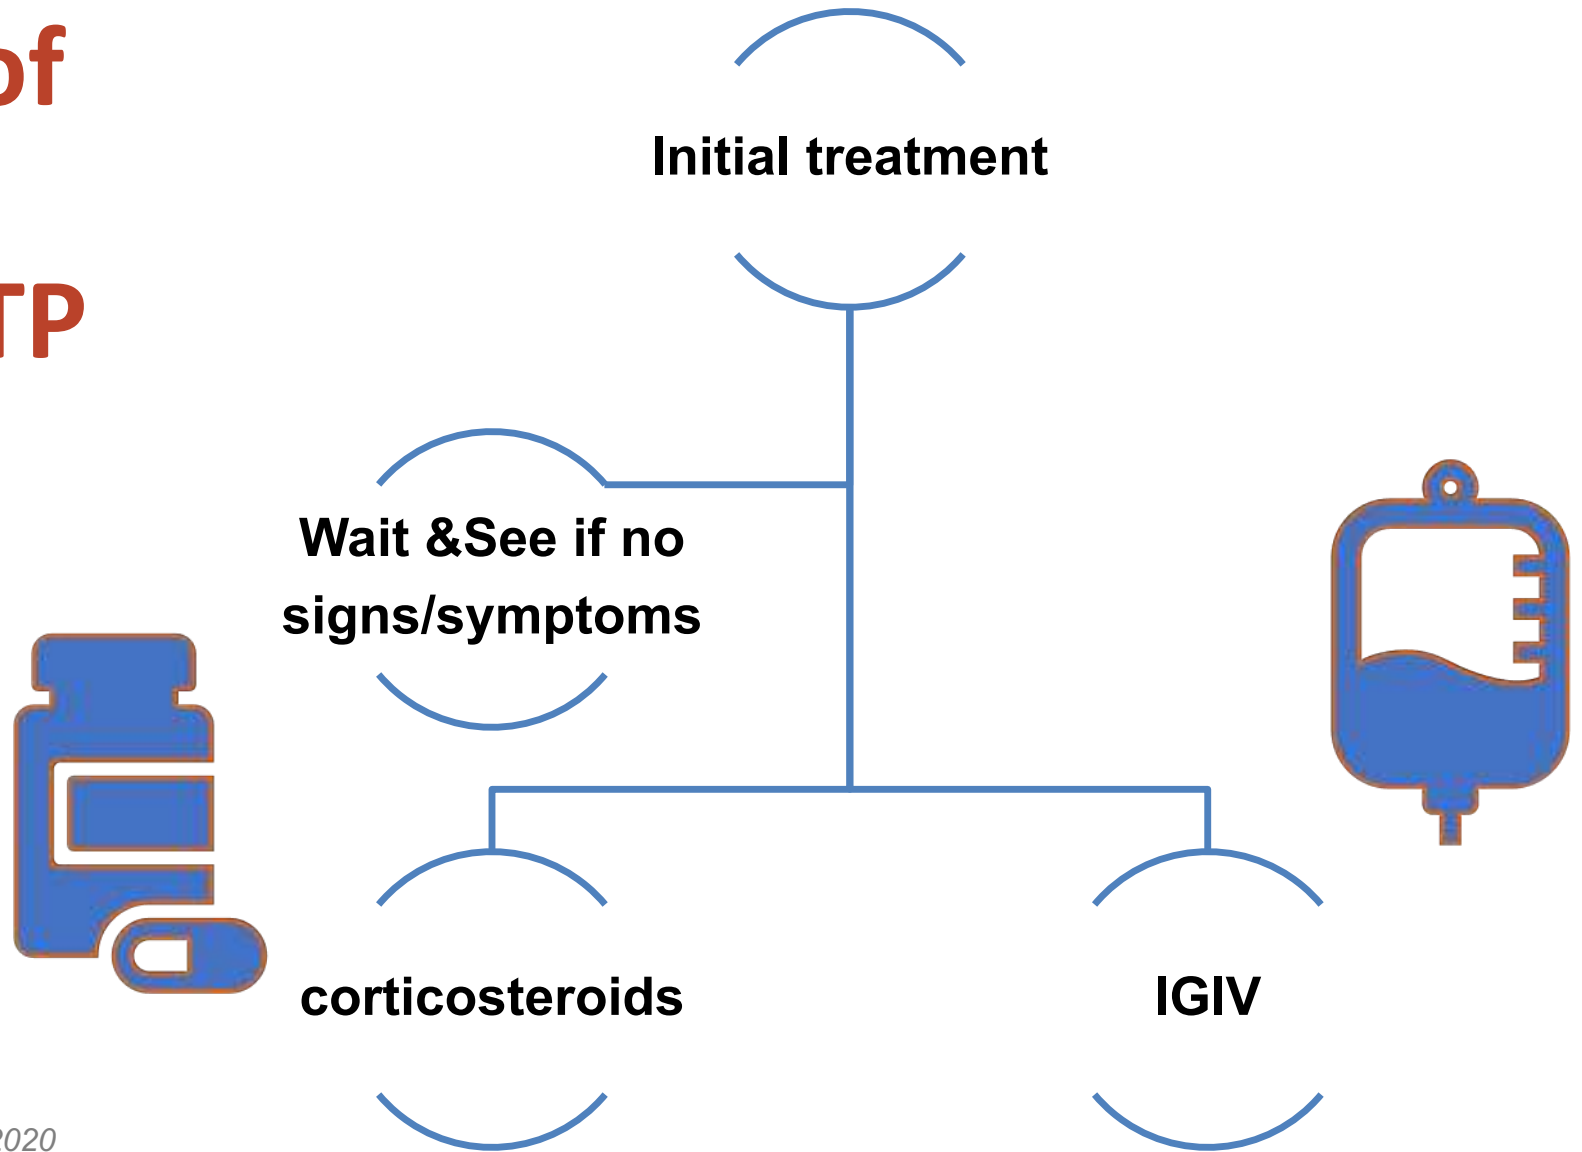 of
TP
Initial treatment
Wait &See if no
signs/symptoms
corticosteroids
IGIV
2020